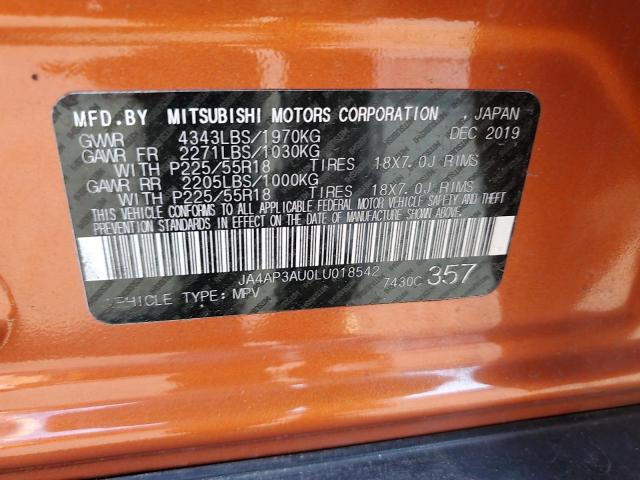 MFD.BY MITSUBISHI MOTORS CORPORATION , JAPAN
GVWR 4343LBS/1970KG DEC 2019
GAWR FR 2271LBS/1030KG
WITH P225/55R18 TIRES 18X7.0J RIMS
GAWR RR 2205LBS/1000KG
WITH P225/55R18 TIRES 18X7.0J RIMS
THIS VEHICLE CONFORMS TO ALL APPLICABLE FEDERAL MOTOR VEHICLE SAFETY AND THEFT
PREVENTION STANDARDS IN EFFECT ON THE DATE OF MANUFACTURE SHOWN ABOVE.
JA4AP3AU0LU018542 7430C 357
VEHICLE TYPE: MPV